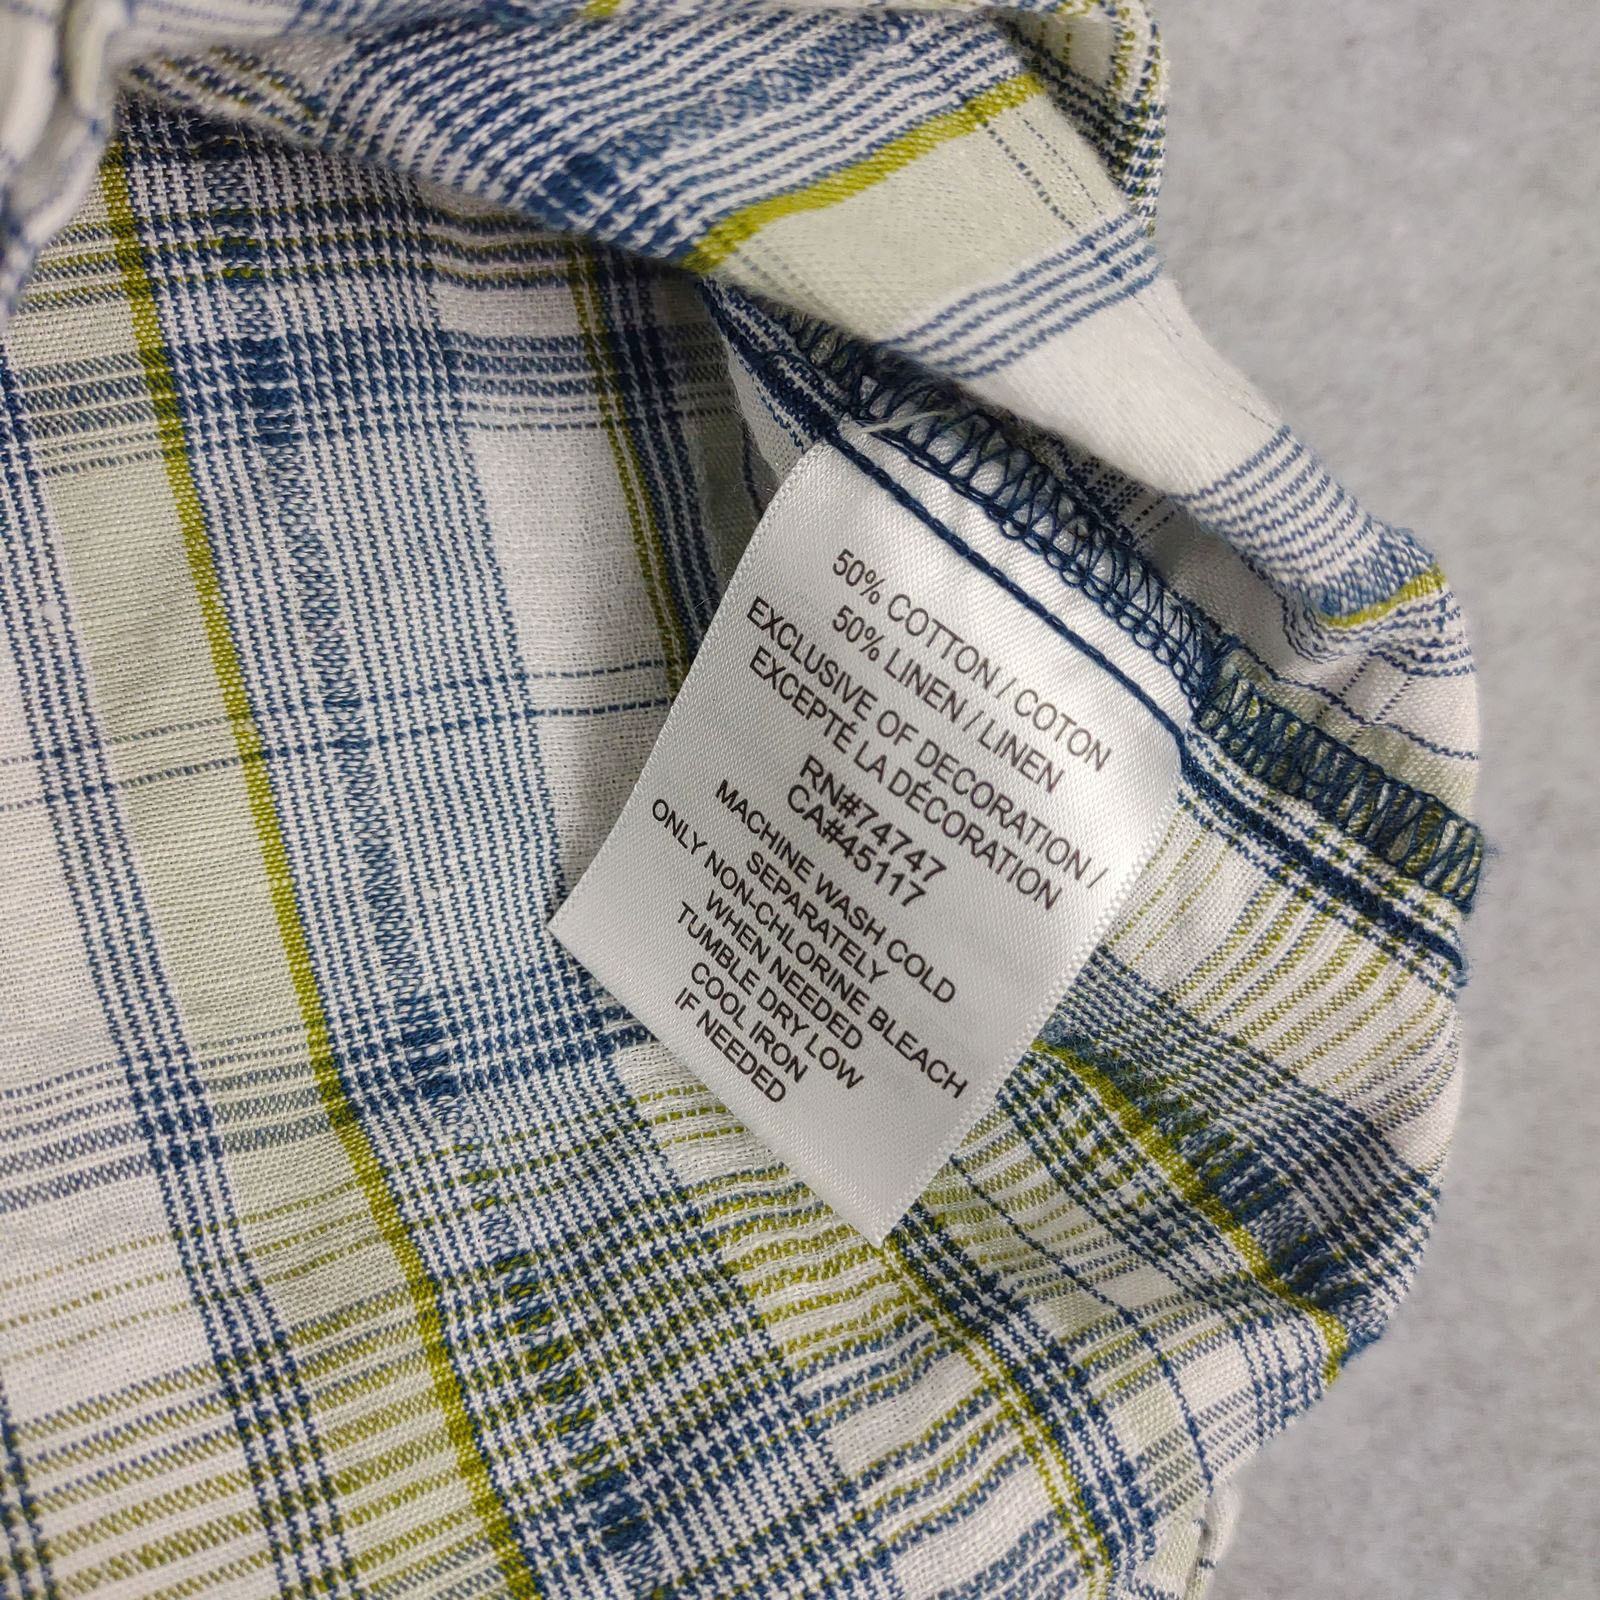 50% COTTON / COTON
50% LINEN / LINEN
EXCLUSIVE OF DECORATION /
EXCEPTÉ LA DÉCORATION
RN#74747
CA#45117
MACHINE WASH COLD
SEPARATELY
ONLY NON-CHLORINE BLEACH
WHEN NEEDED
TUMBLE DRY LOW
COOL IRON
IF NEEDED